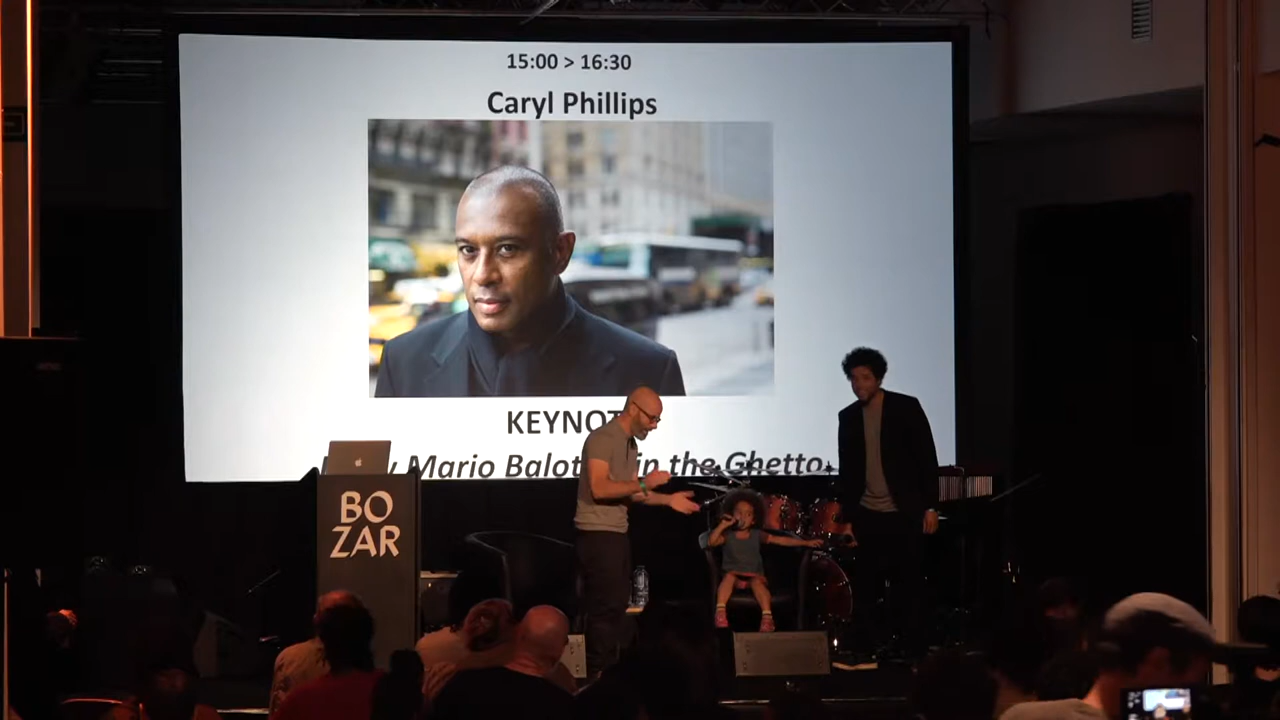 15:00 > 16:30
Caryl Phillips
KEYNOT
Mario Balot in the Ghetto
BO
ZAR